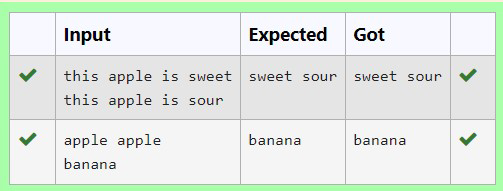 Input Expected Got
this apple is sweet sweet sour sweet sour
this apple is sour
apple apple banana banana
banana